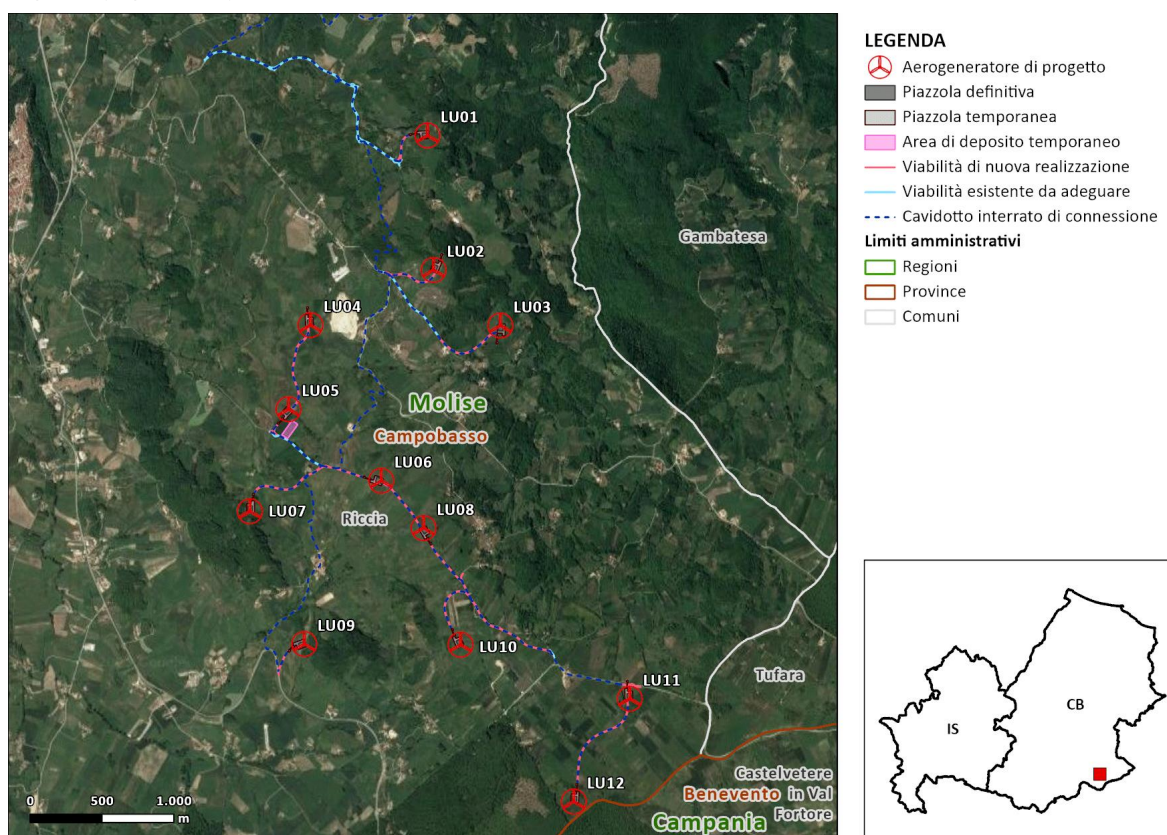 LU01
LU02
Gambatesa
LU04
LU03
LU05
Molise
Campobasso
LU06
LU07
Riccia
LU08
LU09
LU10
LU11
Tufara
LU12
Castelvetere
Benevento in Val
Fortore
Campania
0 500 1.000
m
LEGENDA
Aerogeneratore di progetto
Piazzola definitiva
Piazzola temporanea
Area di deposito temporaneo
Viabilità di nuova realizzazione
Viabilità esistente da adeguare
Cavidotto interrato di connessione
Limiti amministrativi
Regioni
Province
Comuni
CB
IS